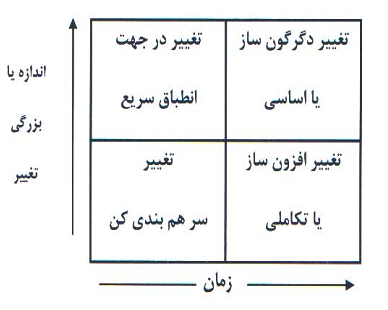 اندازه یا
بزرگی
تغییر
تغییر دگرگون ساز
یا اساسی
تغییر در جهت
انطباق سریع
تغییر افزون ساز
یا تکاملی
تغییر
سر هم بندی کن
زمان